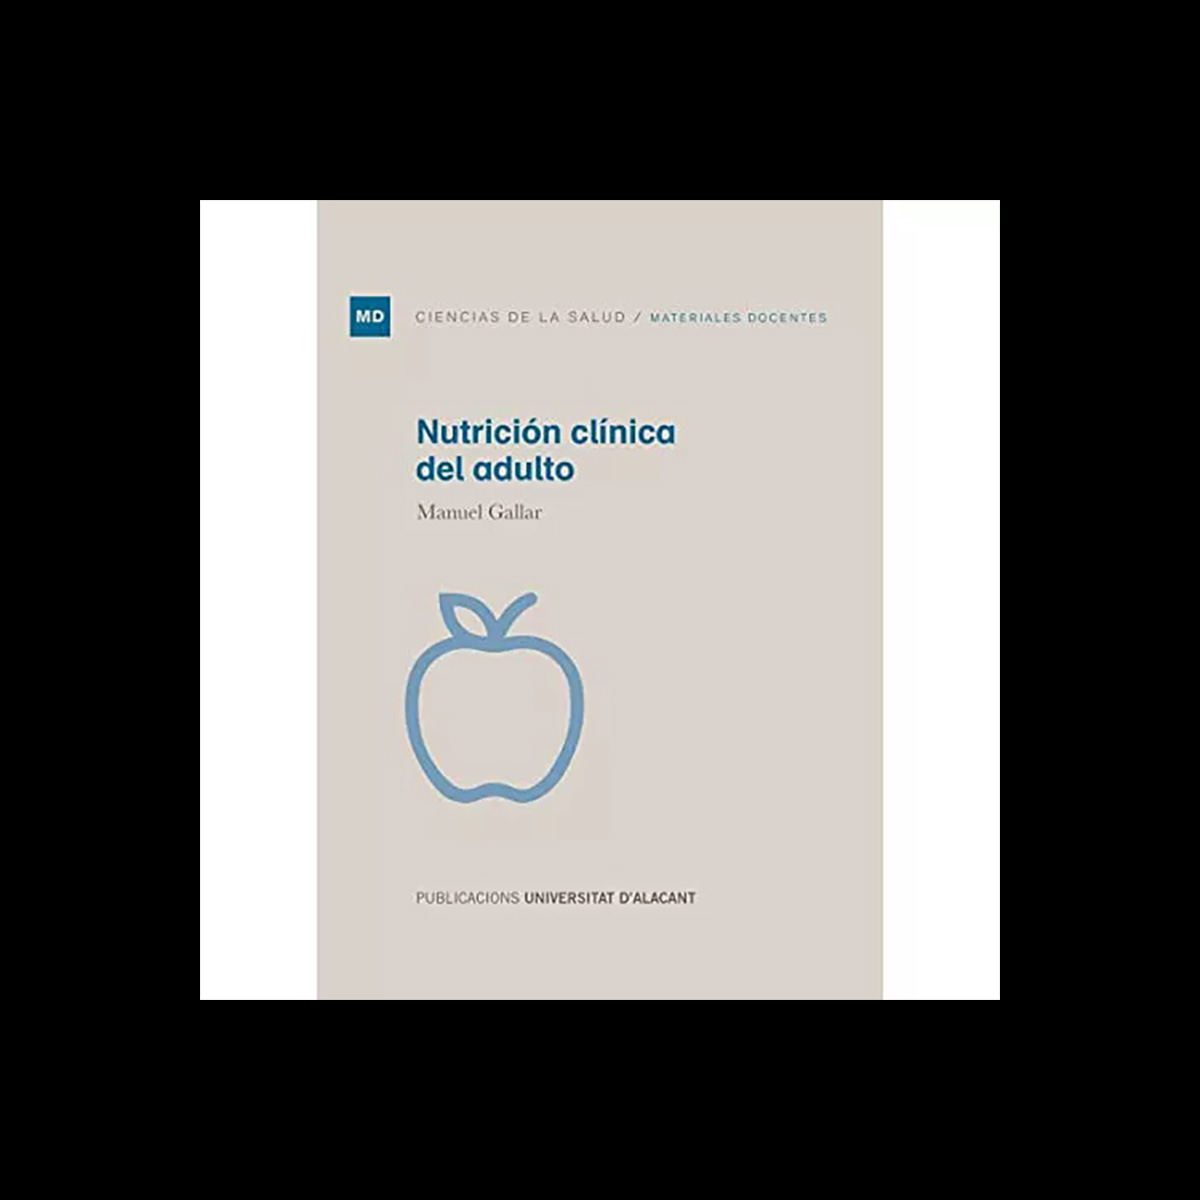 MD
CIENCIAS DE LA SALUD / MATERIALES DOCENTES
Nutrición clínica
del adulto
Manuel Gallar
PUBLICACIONS UNIVERSITAT D'ALACANT